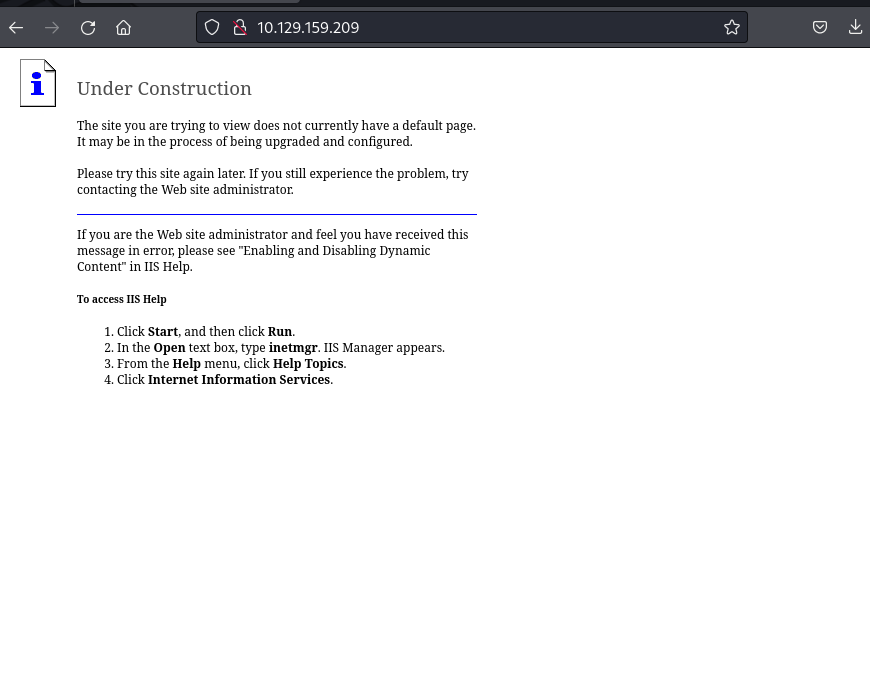 10.129.159.209
Under Construction
The site you are trying to view does not currently have a default page.
It may be in the process of being upgraded and configured.
Please try this site again later. If you still experience the problem, try
contacting the Web site administrator.
If you are the Web site administrator and feel you have received this
message in error, please see "Enabling and Disabling Dynamic
Content" in IIS Help.
To access IIS Help
1. Click Start, and then click Run.
2. In the Open text box, type inetmgr. IIS Manager appears.
3. From the Help menu, click Help Topics.
4. Click Internet Information Services.